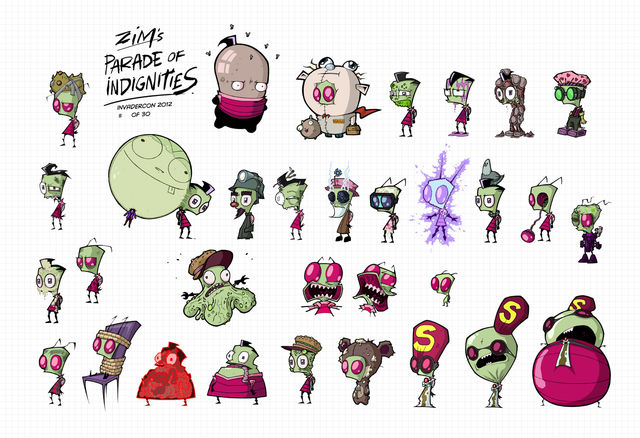 ZIM's
PARADE OF
INDIGNITIES
INVADERCON 2012
OF 30
S
S
S